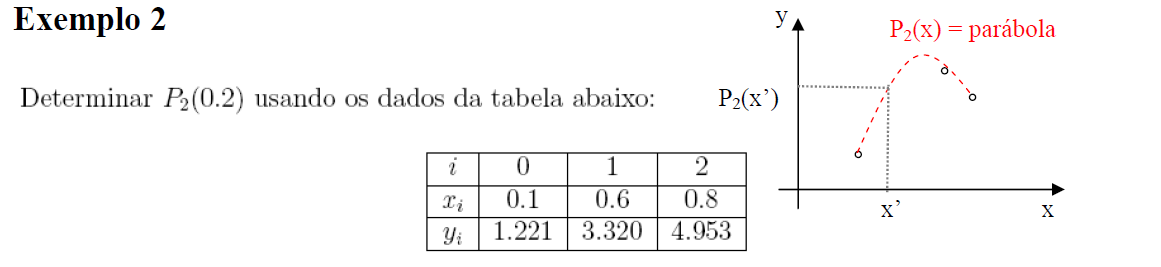 Exemplo 2
Determinar P₂(0.2) usando os dados da tabela abaixo:
i 0 1 2
xᵢ 0.1 0.6 0.8
yᵢ 1.221 3.320 4.953
y
P₂(x) = parábola
P₂(x’)
x’
x